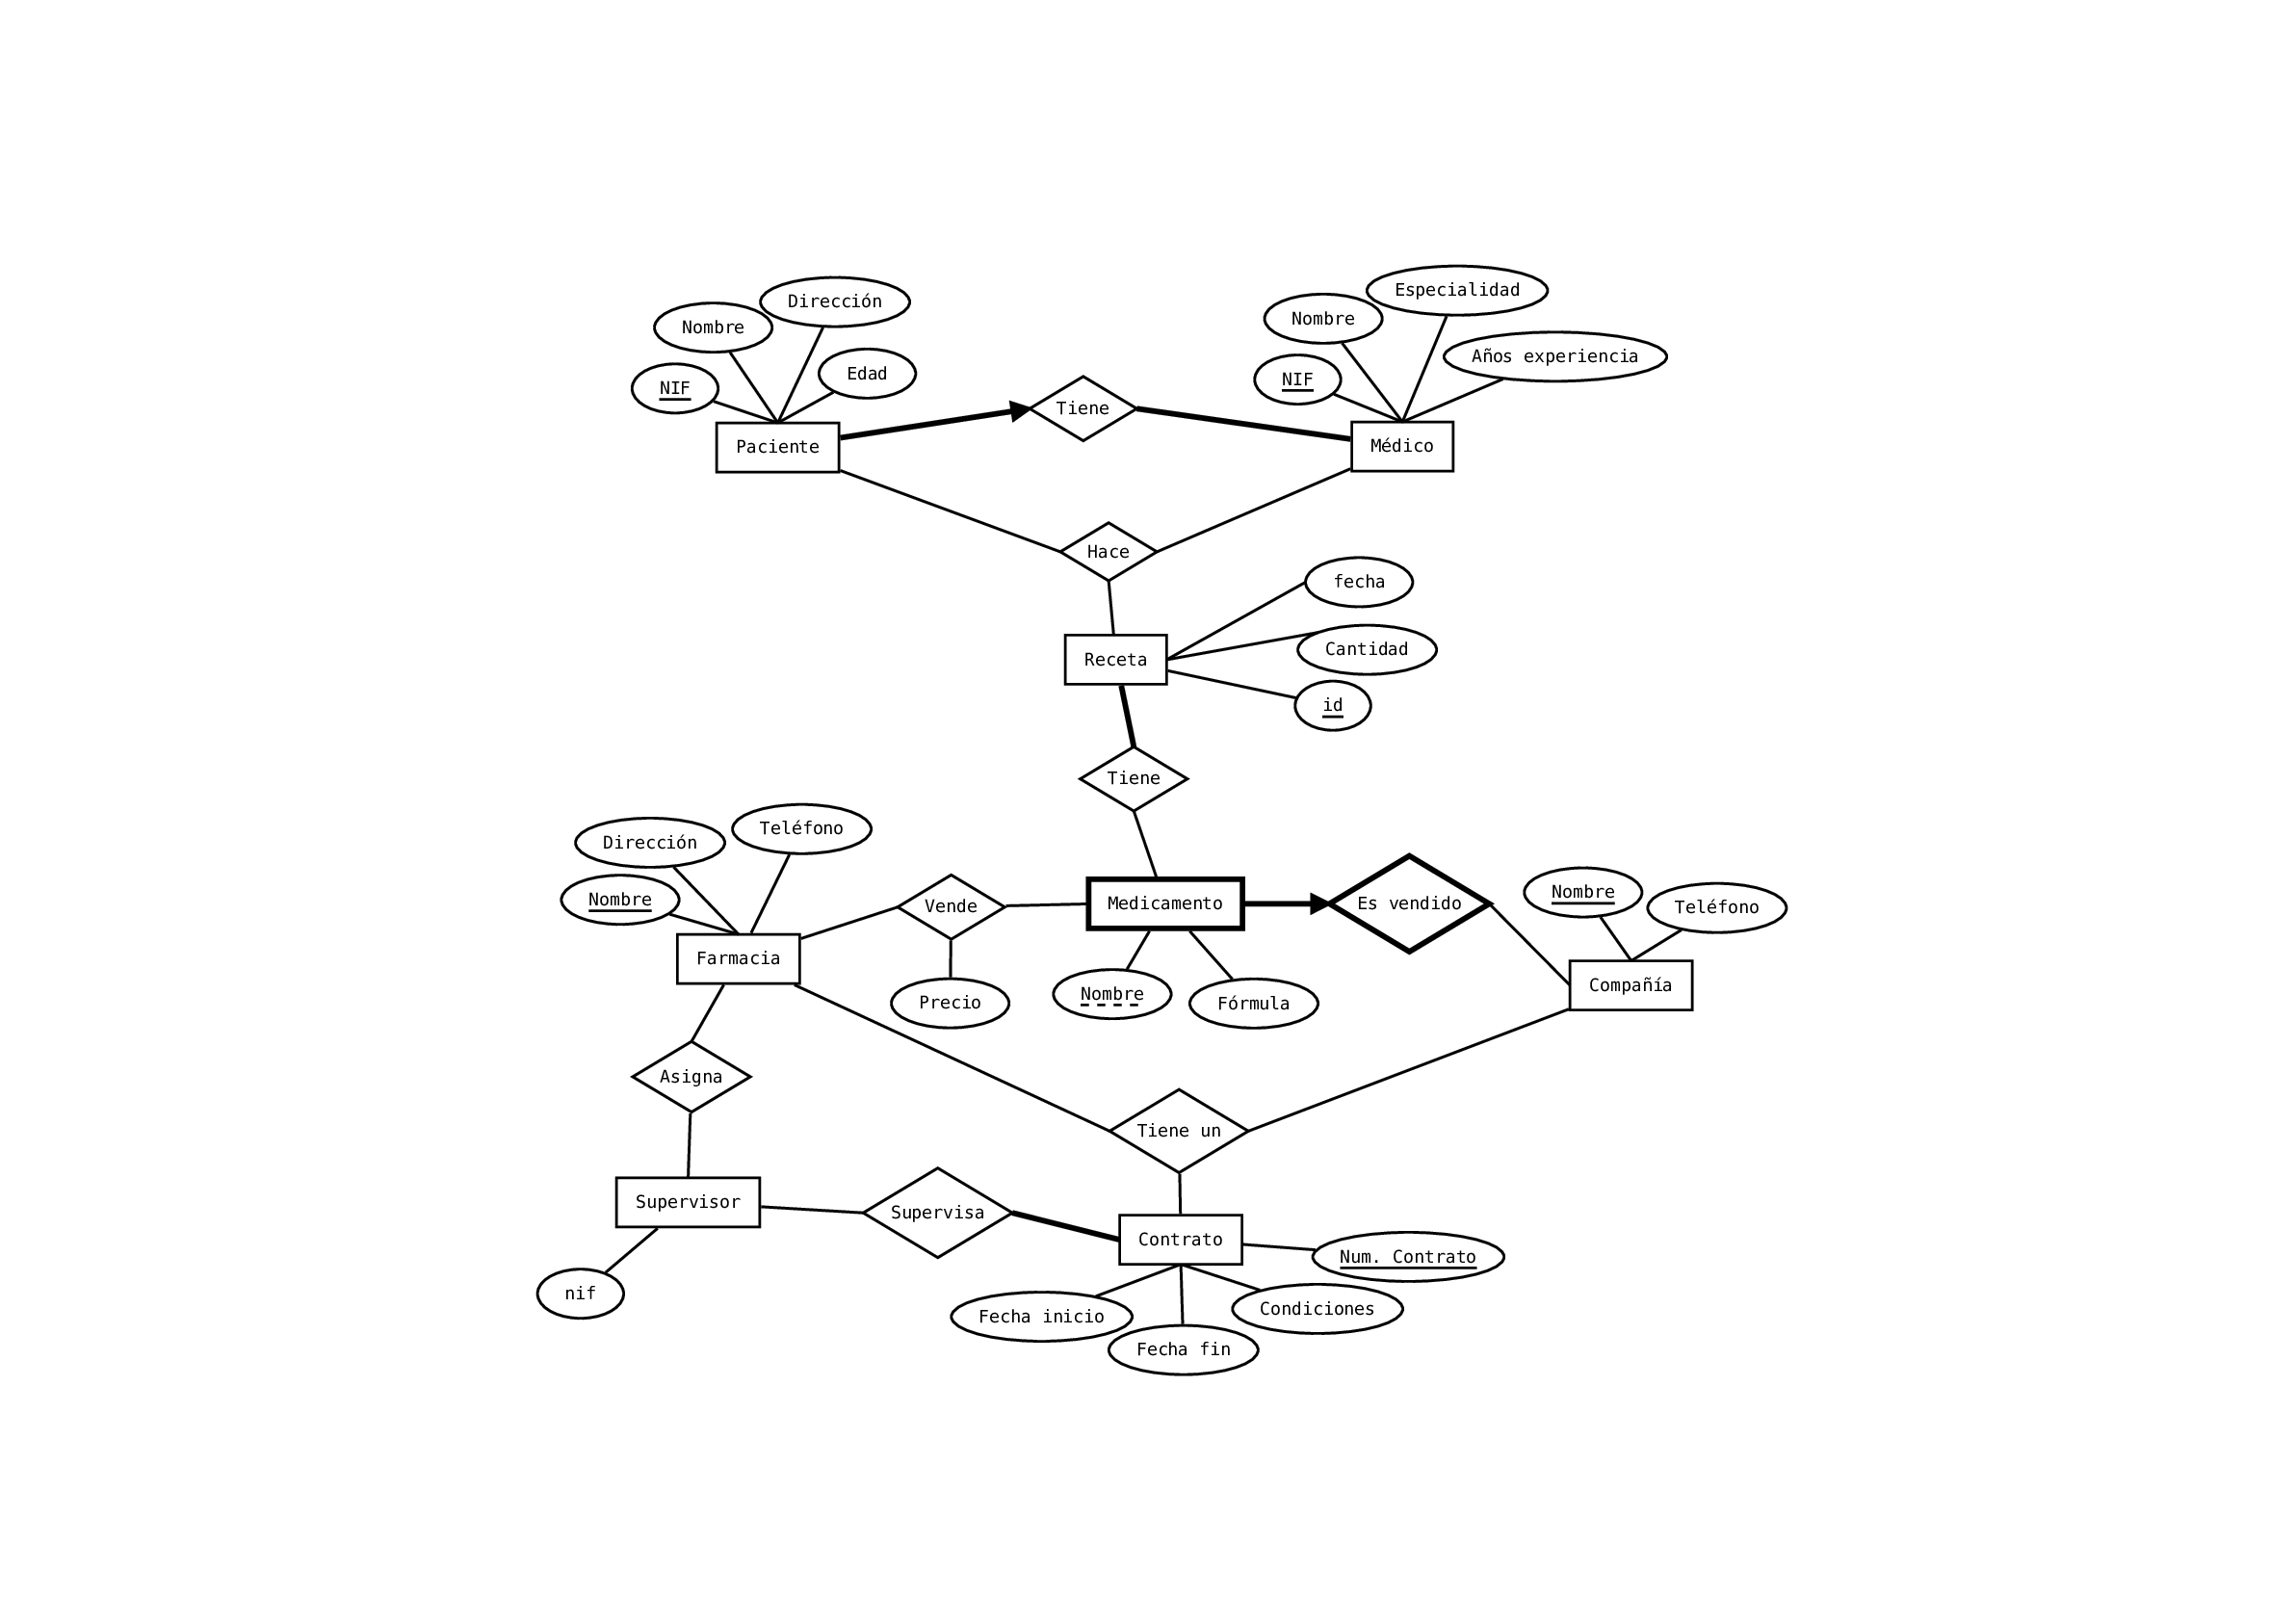 Dirección
Nombre
Edad
NIF
Paciente
Tiene
Especialidad
Nombre
Años experiencia
NIF
Médico
Hace
fecha
Receta
Cantidad
id
Tiene
Dirección
Teléfono
Nombre
Farmacia
Vende
Precio
Medicamento
Nombre
Fórmula
Es vendido
Nombre
Teléfono
Compañía
Asigna
Tiene un
Supervisor
nif
Supervisa
Contrato
Num. Contrato
Fecha inicio
Condiciones
Fecha fin